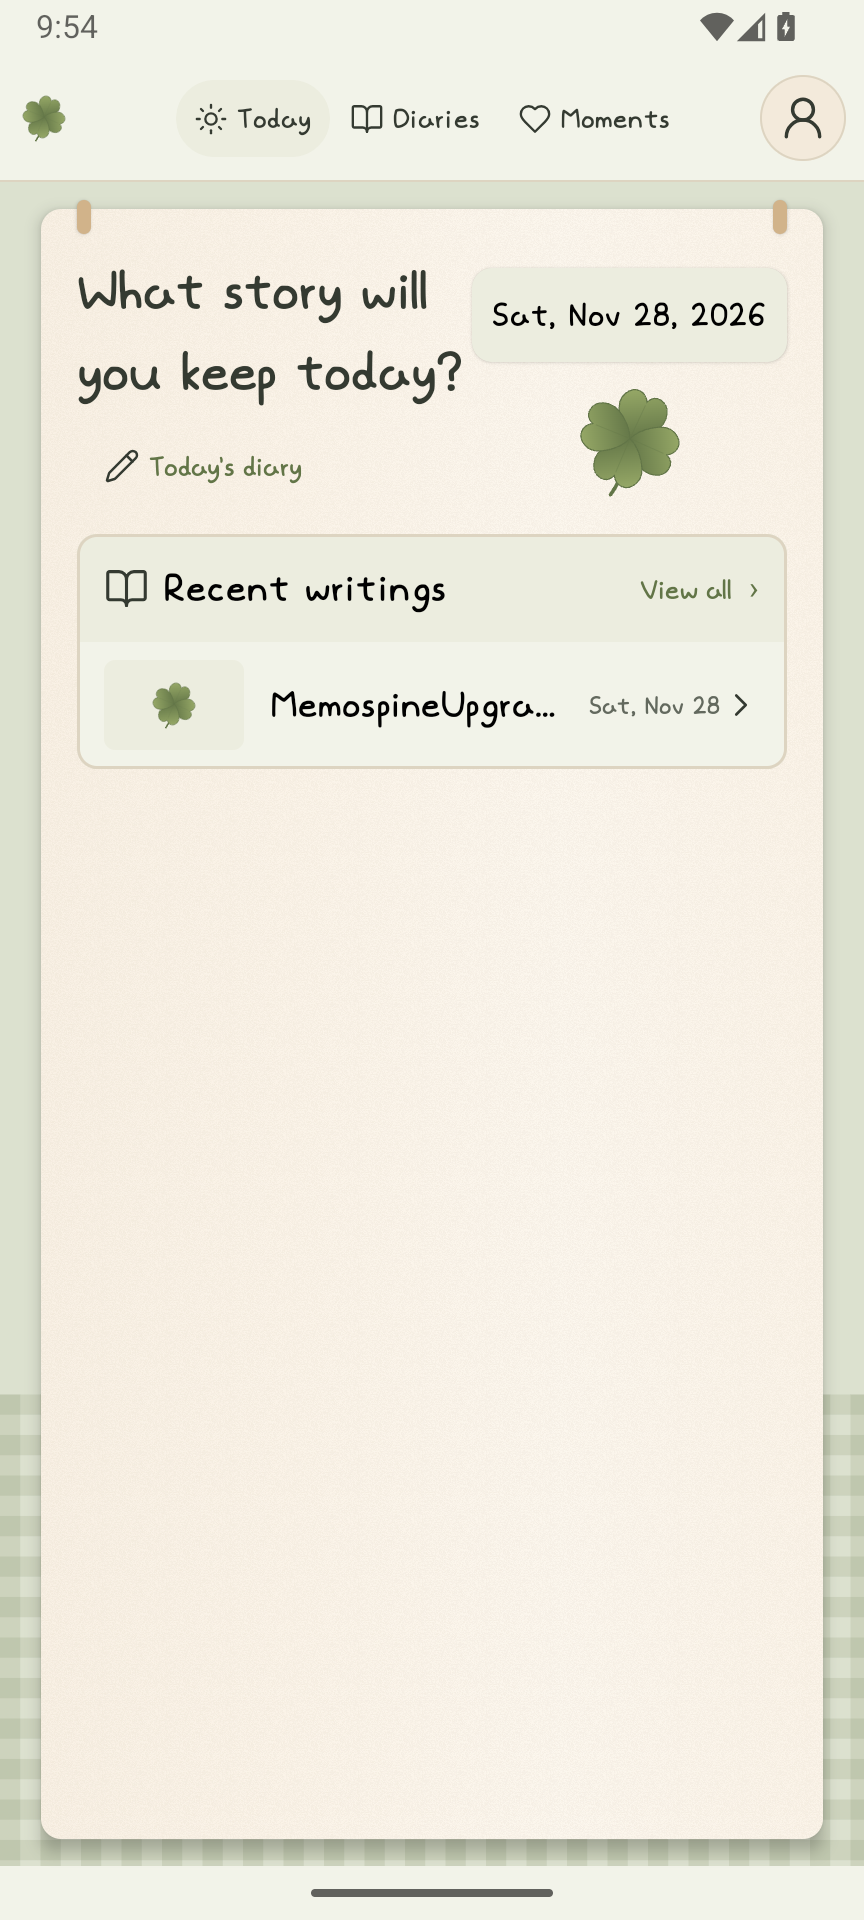 9:54
Today
Diaries
Moments
What story will
you keep today?
Sat, Nov 28, 2026
Today's diary
Recent writings
View all ›
MemospineUpgra...
Sat, Nov 28